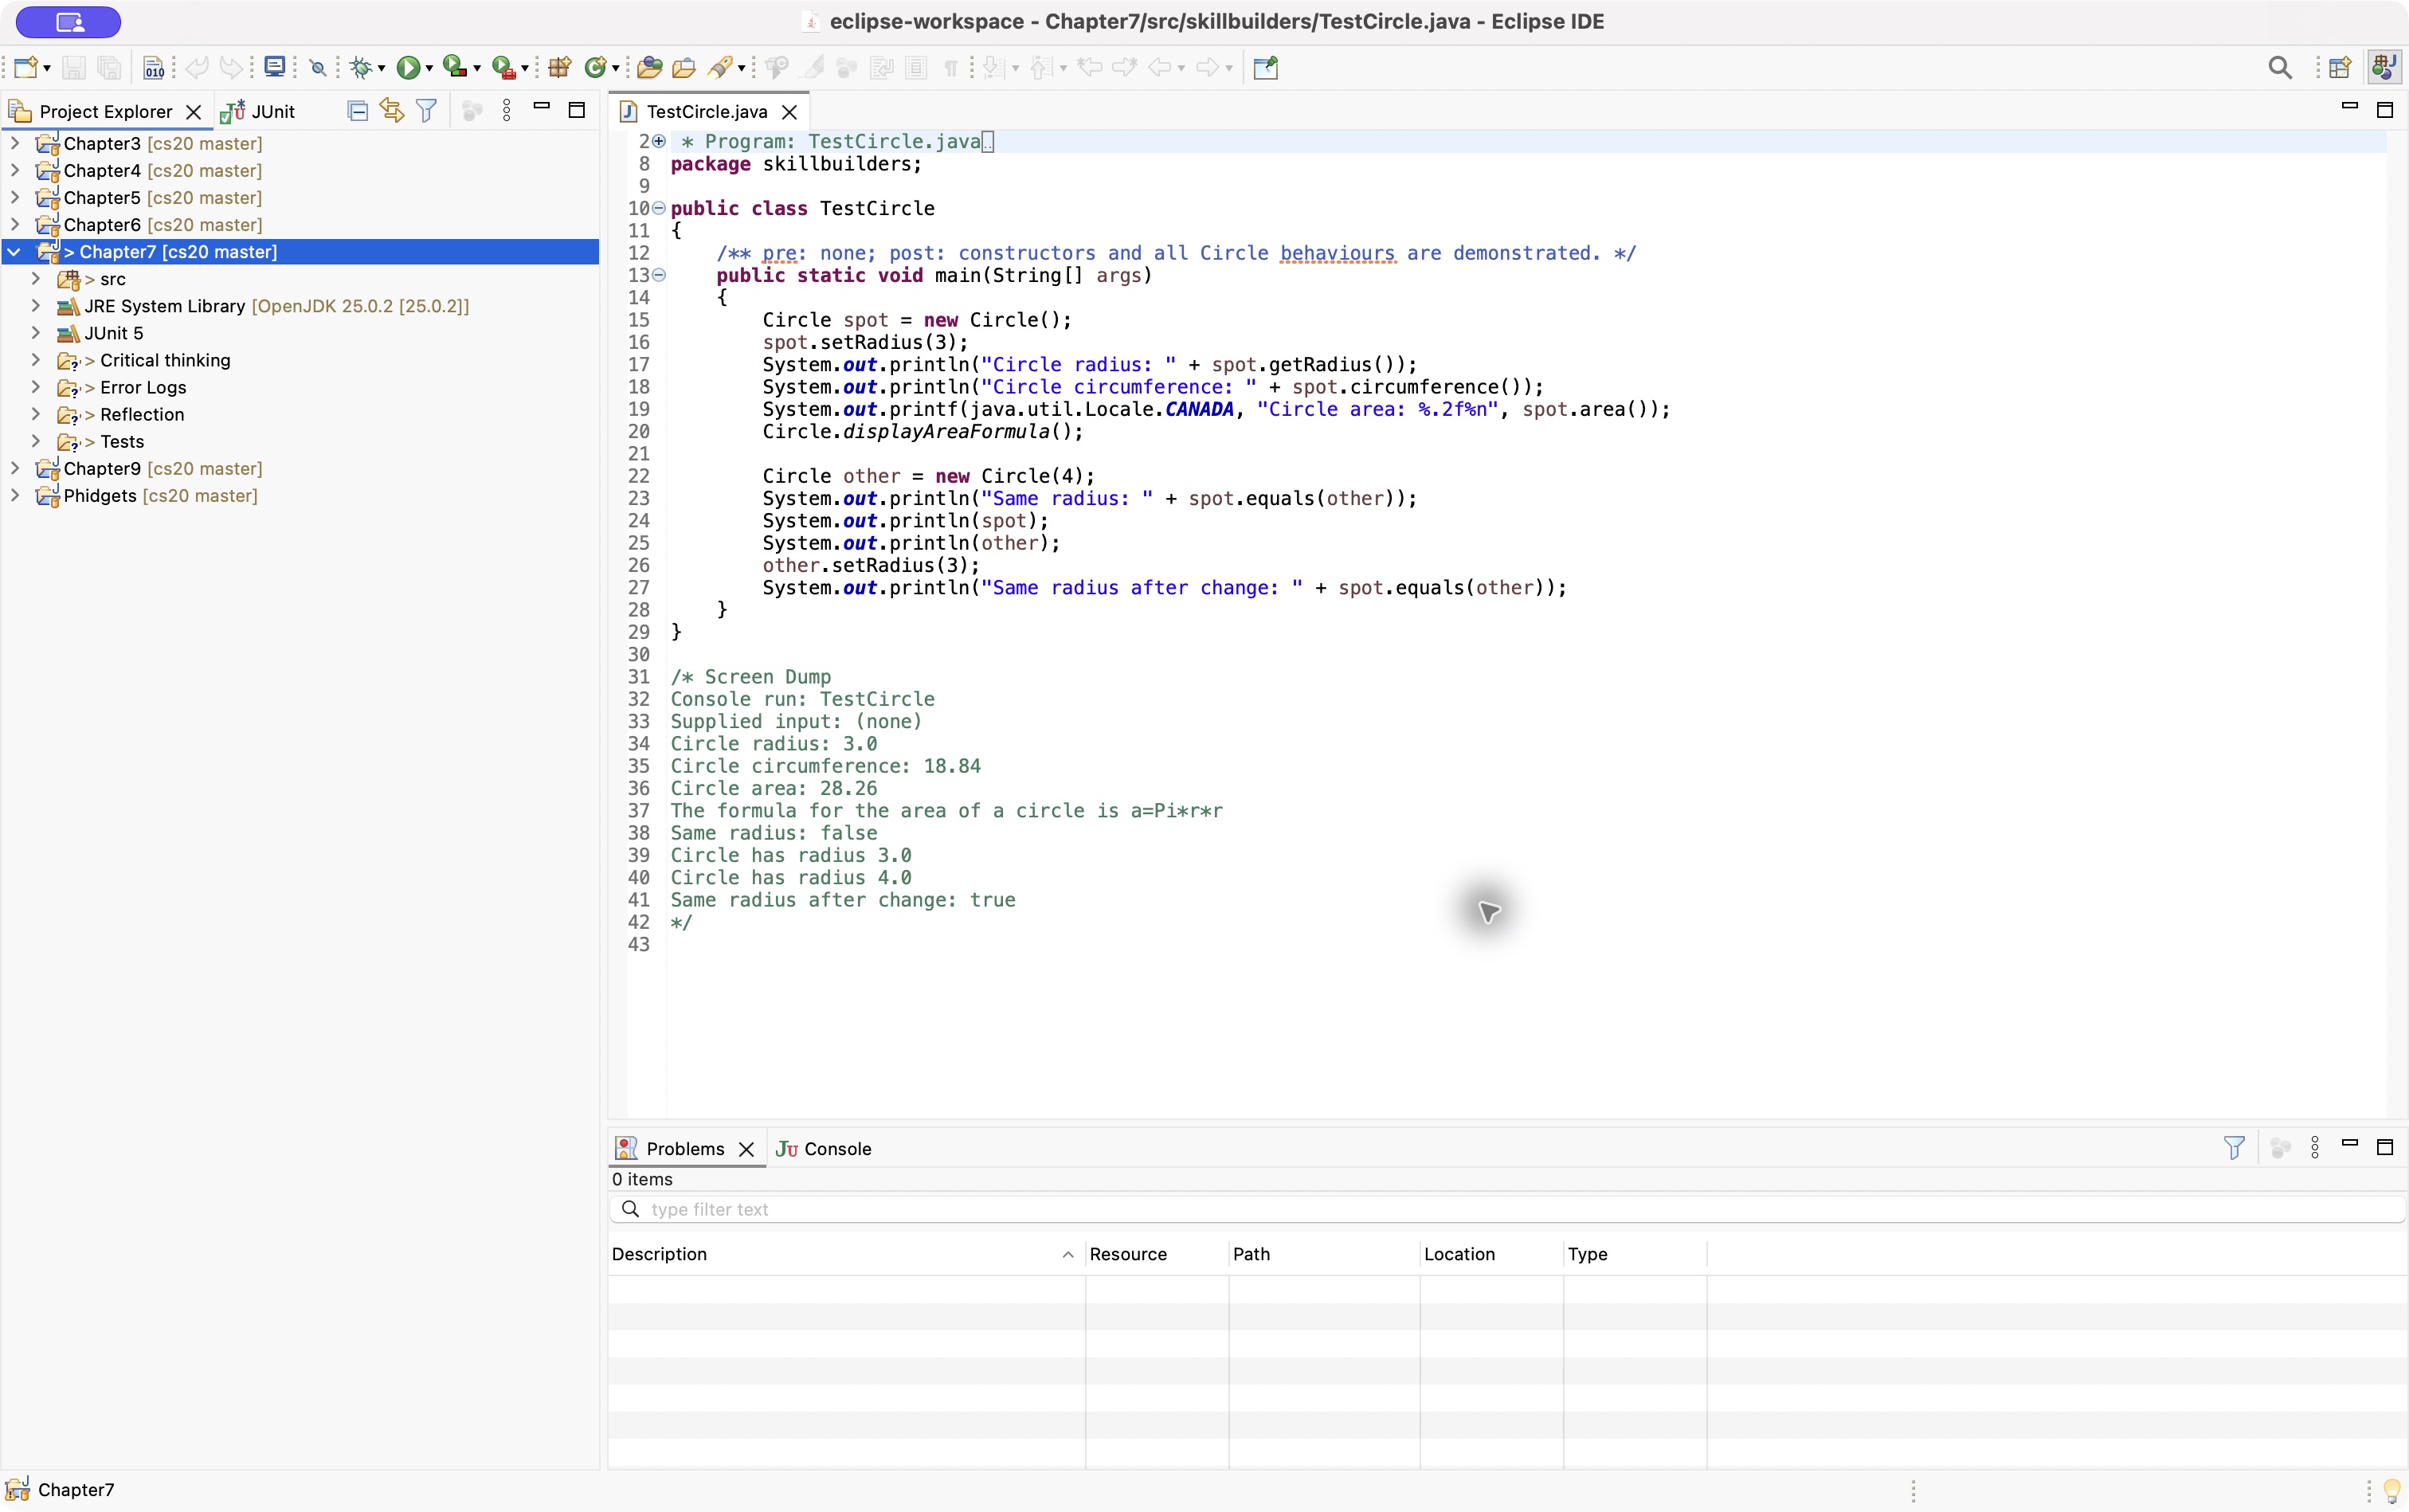 eclipse-workspace - Chapter7/src/skillbuilders/TestCircle.java - Eclipse IDE
Project Explorer
JUnit
Chapter3 [cs20 master]
Chapter4 [cs20 master]
Chapter5 [cs20 master]
Chapter6 [cs20 master]
> Chapter7 [cs20 master]
> src
JRE System Library [OpenJDK 25.0.2 [25.0.2]]
JUnit 5
> Critical thinking
> Error Logs
> Reflection
> Tests
Chapter9 [cs20 master]
Phidgets [cs20 master]
TestCircle.java
2 * Program: TestCircle.java
8 package skillbuilders;
9
10 public class TestCircle
11 {
12 /** pre: none; post: constructors and all Circle behaviours are demonstrated. */
13 public static void main(String[] args)
14 {
15 Circle spot = new Circle();
16 spot.setRadius(3);
17 System.out.println("Circle radius: " + spot.getRadius());
18 System.out.println("Circle circumference: " + spot.circumference());
19 System.out.printf(java.util.Locale.CANADA, "Circle area: %.2f%n", spot.area());
20 Circle.displayAreaFormula();
21
22 Circle other = new Circle(4);
23 System.out.println("Same radius: " + spot.equals(other));
24 System.out.println(spot);
25 System.out.println(other);
26 other.setRadius(3);
27 System.out.println("Same radius after change: " + spot.equals(other));
28 }
29 }
30
31 /* Screen Dump
32 Console run: TestCircle
33 Supplied input: (none)
34 Circle radius: 3.0
35 Circle circumference: 18.84
36 Circle area: 28.26
37 The formula for the area of a circle is a=Pi*r*r
38 Same radius: false
39 Circle has radius 3.0
40 Circle has radius 4.0
41 Same radius after change: true
42 */
43
Problems
Console
0 items
type filter text
Description Resource Path Location Type
Chapter7